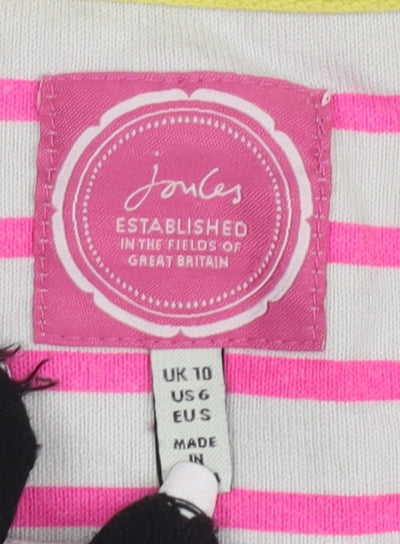 Joules
ESTABLISHED
IN THE FIELDS OF
GREAT BRITAIN
UK 10
US 6
EU S
MADE
IN